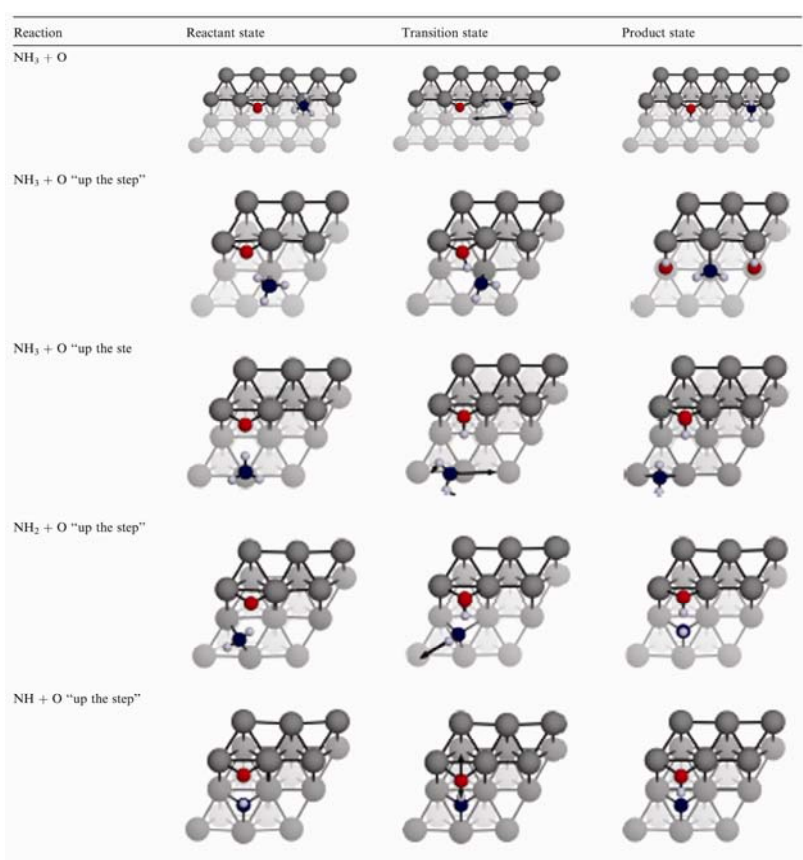 Reaction Reactant state Transition state Product state
NH₃ + O
NH₃ + O “up the step”
NH₃ + O “up the ste
NH₂ + O “up the step”
NH + O “up the step”